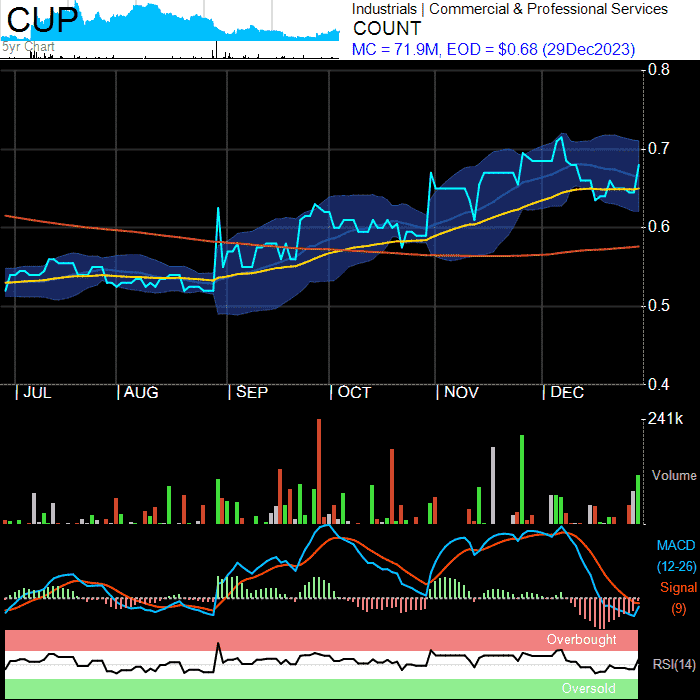 CUP
5yr Chart
Industrials | Commercial & Professional Services
COUNT
MC = 71.9M, EOD = $0.68 (29Dec2023)
0.8
0.7
0.6
0.5
0.4
JUL AUG SEP OCT NOV DEC
241k
Volume
MACD
(12-26)
Signal
(9)
Overbought
RSI(14)
Oversold